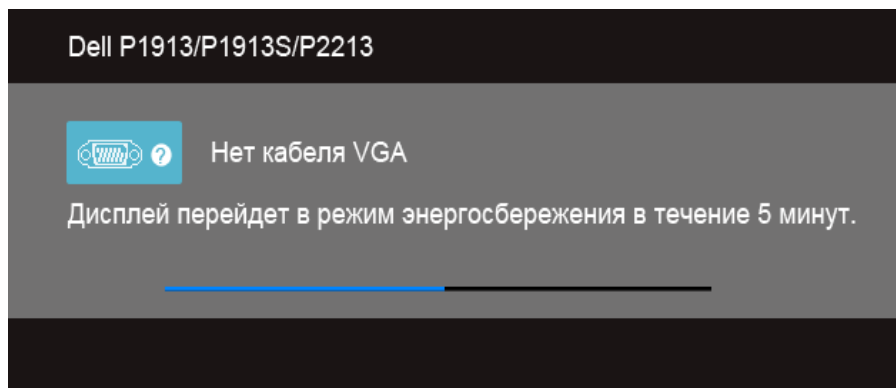 Dell P1913/P1913S/P2213
Нет кабеля VGA
Дисплей перейдет в режим энергосбережения в течение 5 минут.